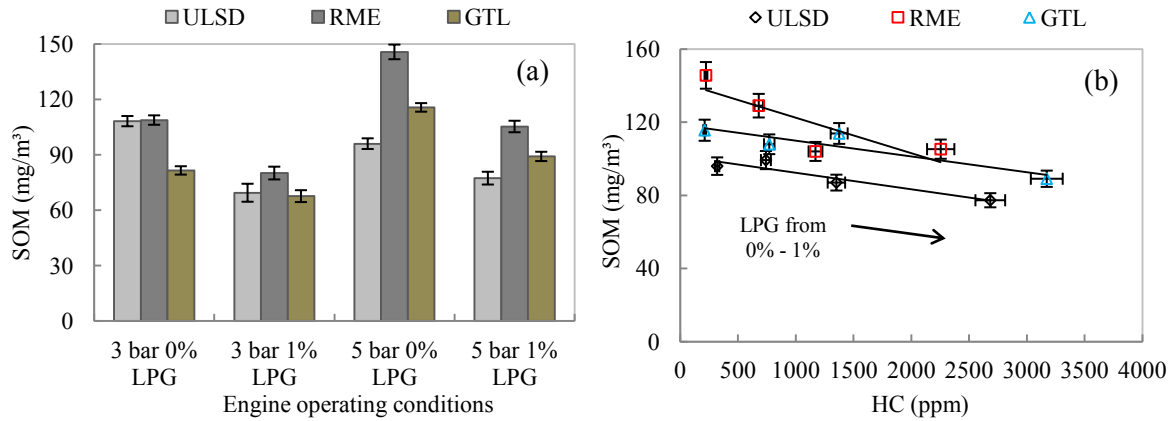 ULSD RME GTL
(a)
SOM (mg/m³)
150
120
90
60
30
0
3 bar 0% 3 bar 1% 5 bar 0% 5 bar 1%
LPG LPG LPG LPG
Engine operating conditions
ULSD RME GTL
(b)
SOM (mg/m³)
160
120
80
40
0
LPG from
0% - 1%
0 500 1000 1500 2000 2500 3000 3500 4000
HC (ppm)